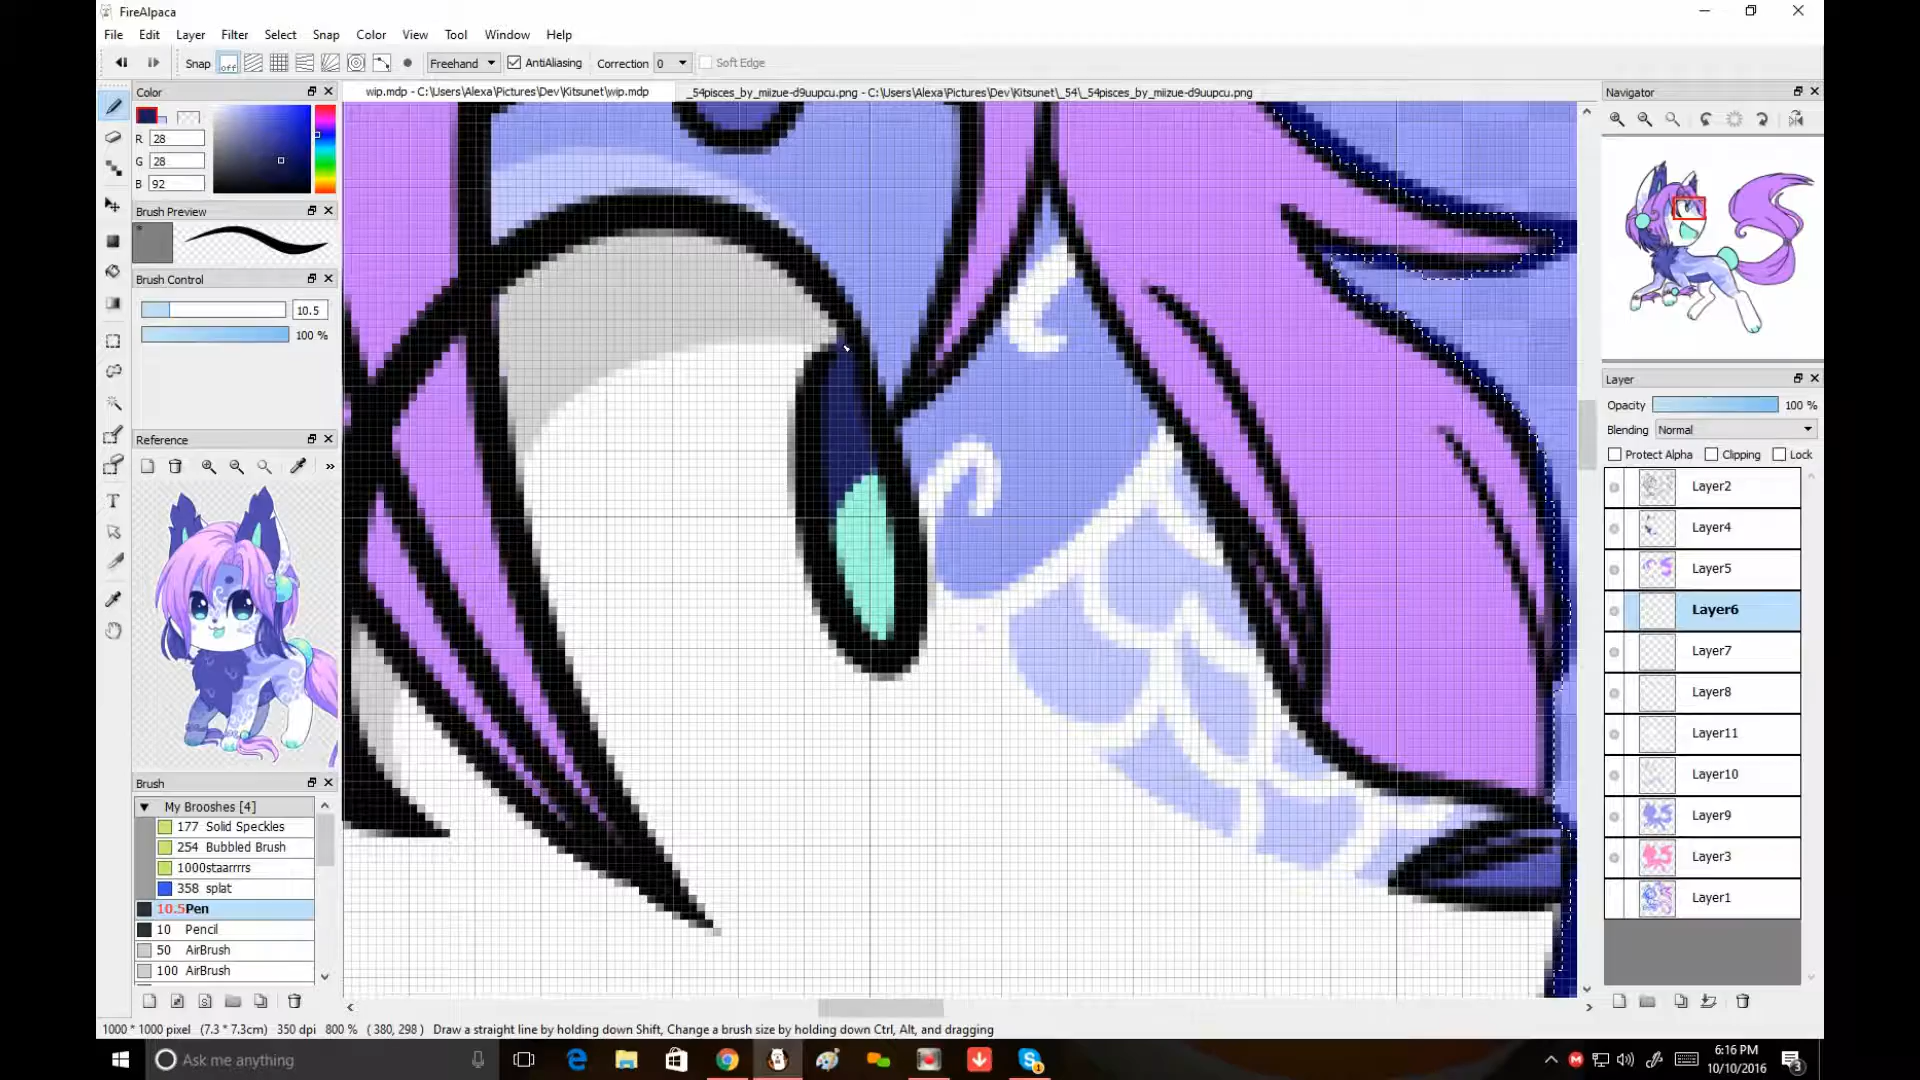 FireAlpaca
File Edit Layer Filter Select Snap Color View Tool Window Help
Snap off Freehand AntiAliasing Correction 0 Soft Edge
Color
wip.mdp - C:\Users\Alexa\Pictures\Dev\Kitsunet\wip.mdp
_54pisces_by_miizue-d9uupcu.png - C:\Users\Alexa\Pictures\Dev\Kitsunet\_54\_54pisces_by_miizue-d9uupcu.png
Navigator
R 28
G 28
B 92
Brush Preview
Brush Control
10.5
100 %
Reference
»
Brush
My Brooshes [4]
177 Solid Speckles
254 Bubbled Brush
1000staarrrrs
358 splat
10.5Pen
10 Pencil
50 AirBrush
100 AirBrush
Layer
Opacity 100 %
Blending Normal
Protect Alpha Clipping Lock
Layer2
Layer4
Layer5
Layer6
Layer7
Layer8
Layer11
Layer10
Layer9
Layer3
Layer1
1000 * 1000 pixel (7.3 * 7.3cm) 350 dpi 800 % ( 380, 298 ) Draw a straight line by holding down Shift, Change a brush size by holding down Ctrl, Alt, and dragging
Ask me anything
6:16 PM
10/10/2016
3